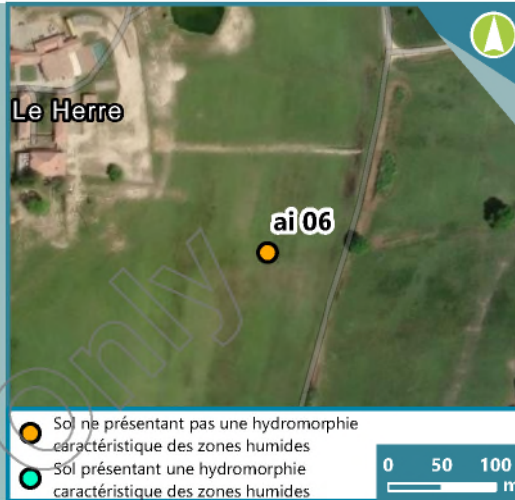 Le Herre
ai 06
Only
Sol ne présentant pas une hydromorphie
caractéristique des zones humides
Sol présentant une hydromorphie
caractéristique des zones humides
0 50 100
m